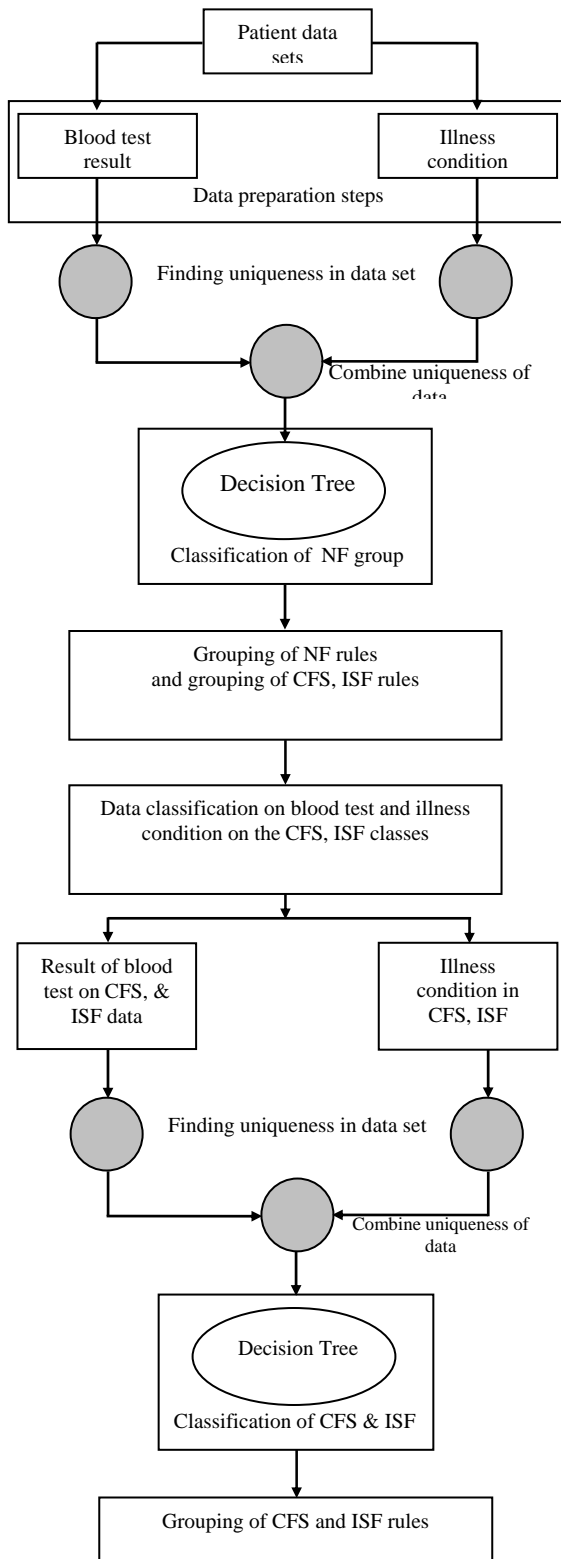 Patient data
sets
Blood test
result
Illness
condition
Data preparation steps
Finding uniqueness in data set
Combine uniqueness of
data
Decision Tree
Classification of NF group
Grouping of NF rules
and grouping of CFS, ISF rules
Data classification on blood test and illness
condition on the CFS, ISF classes
Result of blood
test on CFS, &
ISF data
Illness
condition in
CFS, ISF
Finding uniqueness in data set
Combine uniqueness of
data
Decision Tree
Classification of CFS & ISF
Grouping of CFS and ISF rules